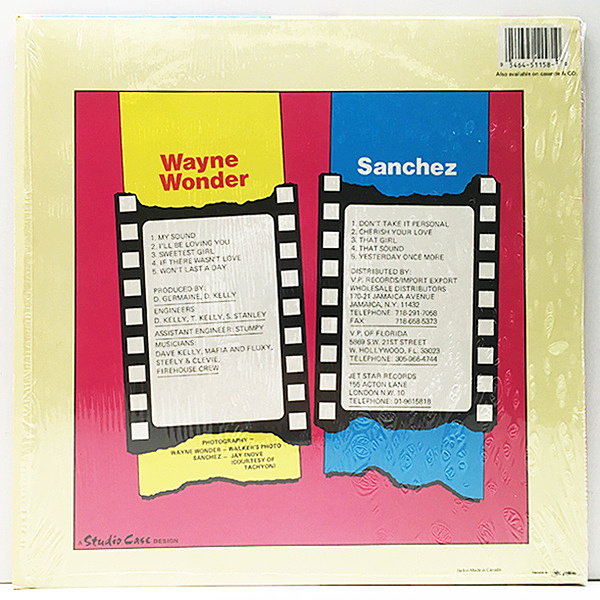 0 3464-51158-1 8
Also available on cassette & CD.
Wayne
Wonder
1. MY SOUND
2. I'LL BE LOVING YOU
3. SWEETEST GIRL
4. IF THERE WASN'T LOVE
5. WON'T LAST A DAY
PRODUCED BY:
D. GERMAINE, D. KELLY
ENGINEERS:
D. KELLY, T. KELLY, S. STANLEY
ASSISTANT ENGINEER: STUMPY
MUSICIANS:
DAVE KELLY, MAFIA AND FLUXY,
STEELY & CLEVIE,
FIREHOUSE CREW
PHOTOGRAPHY –
WAYNE WONDER – WALKER'S PHOTO
SANCHEZ – JAY INOVE
(COURTESY OF
TACHYON)
Sanchez
1. DON'T TAKE IT PERSONAL
2. CHERISH YOUR LOVE
3. THAT GIRL
4. THAT SOUND
5. YESTERDAY ONCE MORE
DISTRIBUTED BY:
V.P. RECORDS/IMPORT EXPORT
WHOLESALE DISTRIBUTORS
170-21 JAMAICA AVENUE
JAMAICA, N.Y. 11432
TELEPHONE: 718-291-7058
FAX: 718-658-5373
V.P. OF FLORIDA
5869 S.W. 21ST STREET
W. HOLLYWOOD, FL. 33023
TELEPHONE: 305-966-4744
JET STAR RECORDS
155 ACTON LANE
LONDON N.W. 10
TELEPHONE: 01-9615818
A Studio Case DESIGN
Jacket Made in Canada